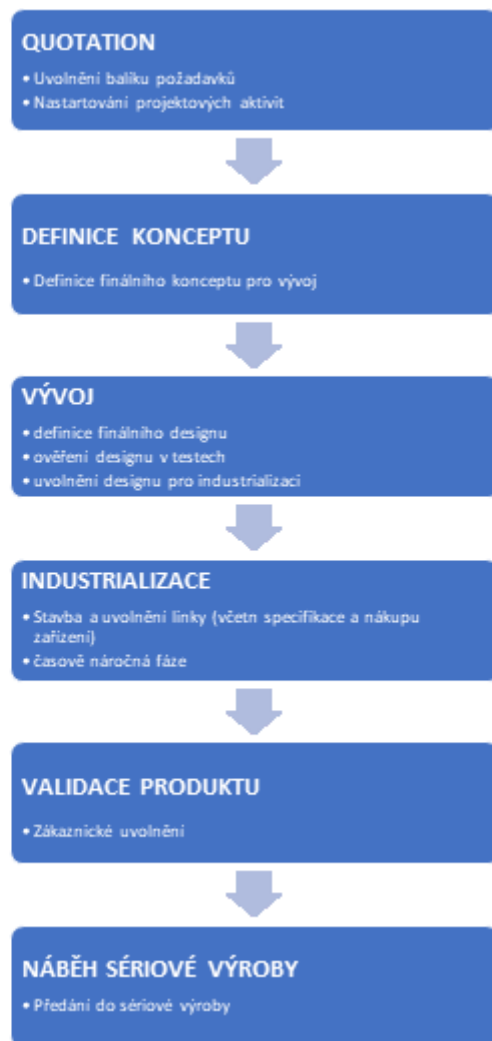 QUOTATION
• Uvolnění balíku požadavků
• Nastartování projektových aktivit
DEFINICE KONCEPTU
• Definice finálního konceptu pro vývoj
VÝVOJ
• definice finálního designu
• ověření designu v testech
• uvolnění designu pro industrializaci
INDUSTRIALIZACE
• Stavba a uvolnění linky (včetn specifikace a nákupu
zařízení)
• časově náročná fáze
VALIDACE PRODUKTU
• Zákaznické uvolnění
NÁBĚH SÉRIOVÉ VÝROBY
• Předání do sériové výroby